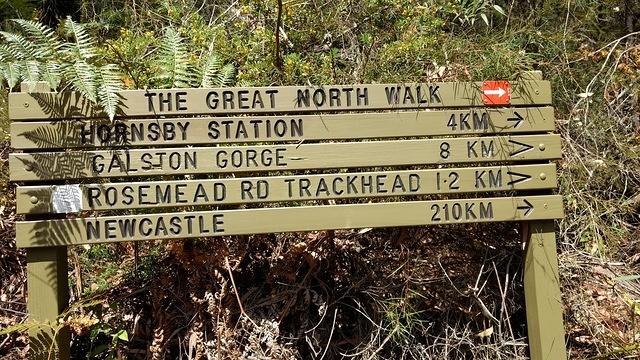 THE GREAT NORTH WALK
HORNSBY STATION 4KM
GALSTON GORGE 8 KM
ROSEMEAD RD TRACKHEAD 1·2 KM
NEWCASTLE 210KM